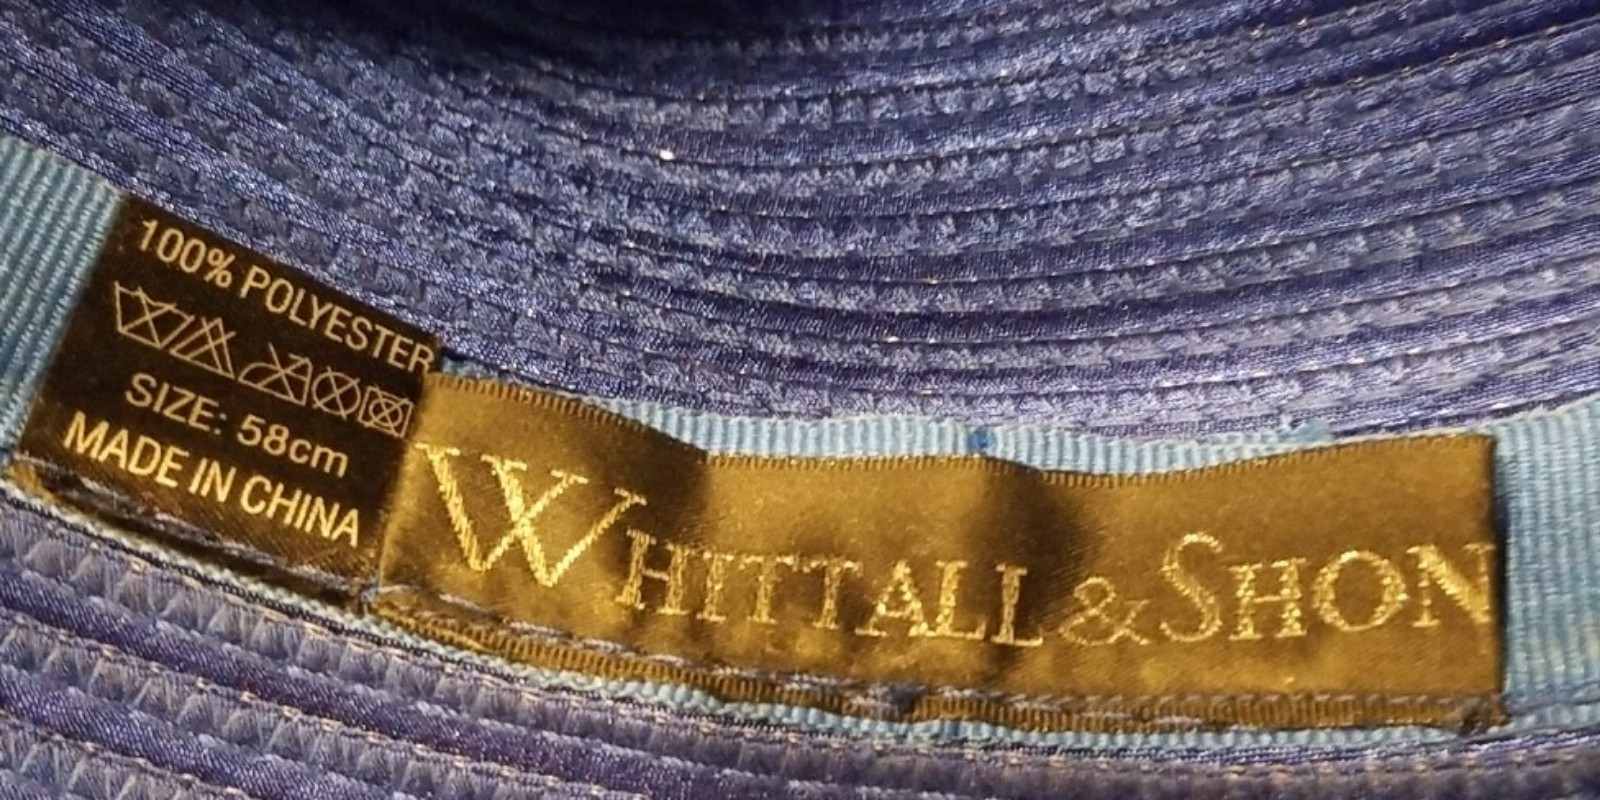 100% POLYESTER
SIZE: 58cm
MADE IN CHINA
WHITTALL & SHON